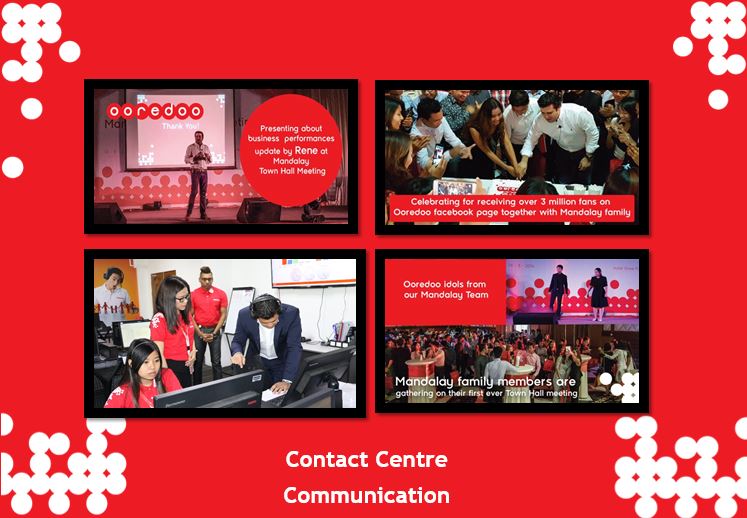 ooredoo
Thank You!
Presenting about
business performances
update by Rene at
Mandalay
Town Hall Meeting
Celebrating for receiving over 3 million fans on
Ooredoo facebook page together with Mandalay family
Ooredoo idols from
our Mandalay Team
Mandalay family members are
gathering on their first ever Town Hall meeting
Contact Centre
Communication